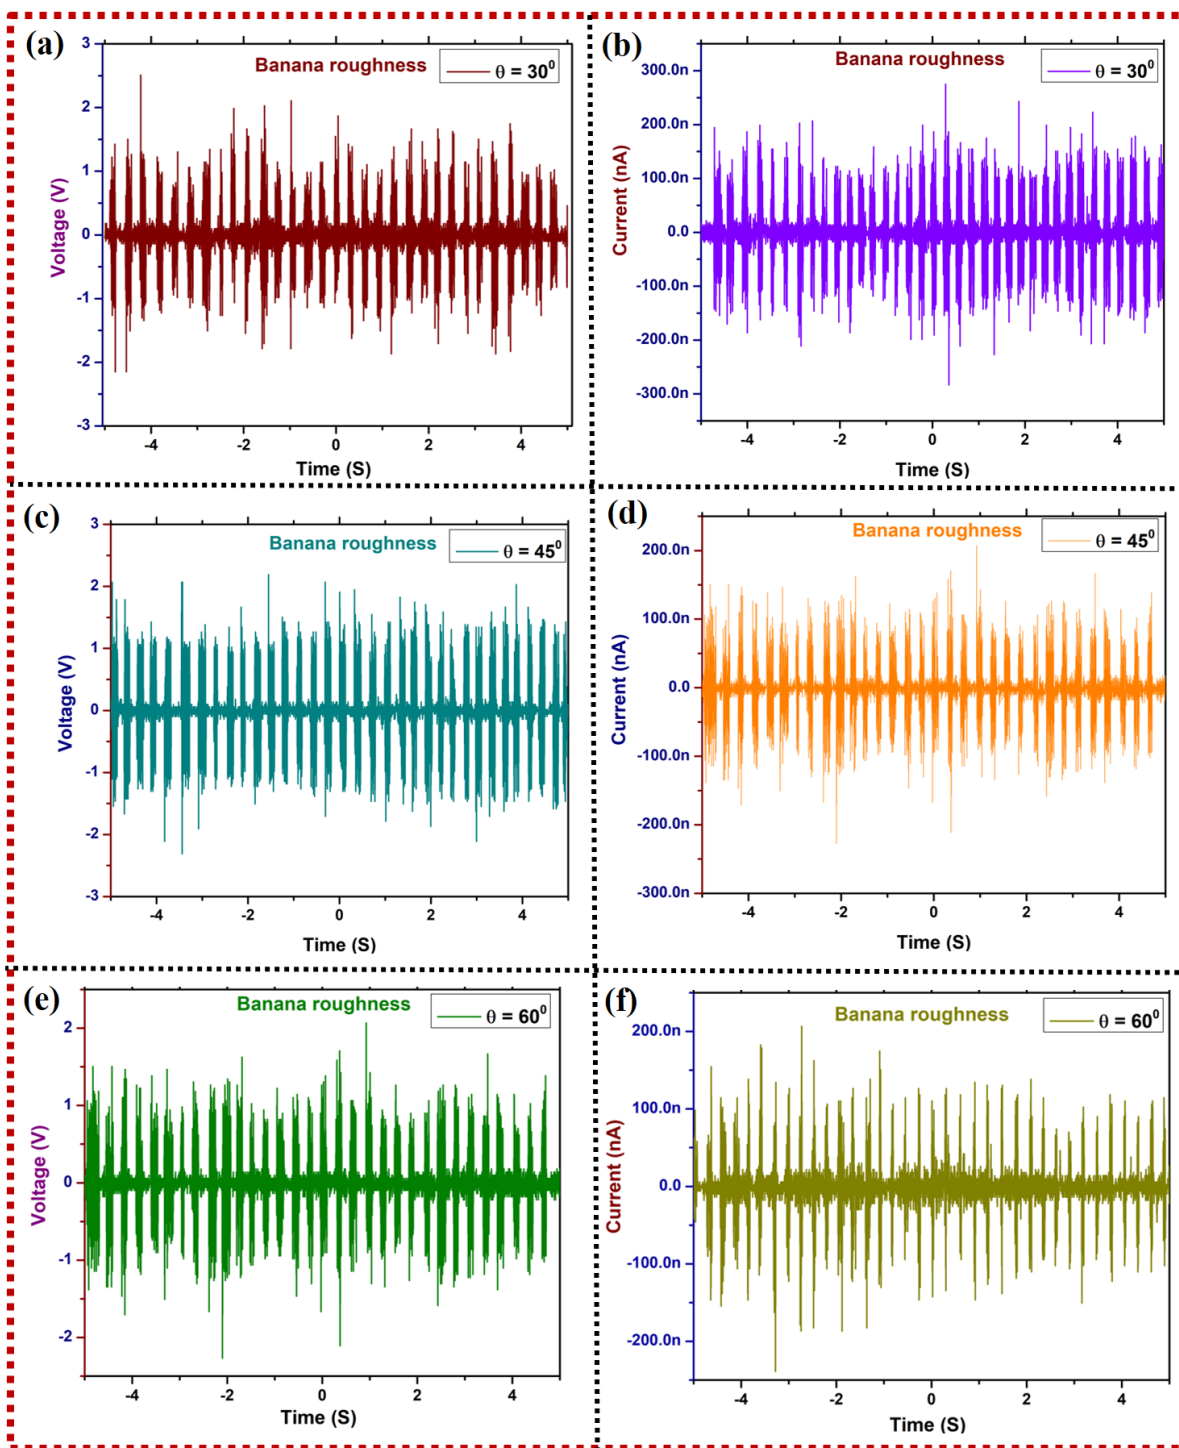 (a)
Banana roughness
θ = 30⁰
3
2
1
0
-1
-2
-3
Voltage (V)
-4 -2 0 2 4
Time (S)
(b)
Banana roughness
θ = 30⁰
300.0n
200.0n
100.0n
0.0
-100.0n
-200.0n
-300.0n
Current (nA)
-4 -2 0 2 4
Time (S)
(c)
Banana roughness
θ = 45⁰
3
2
1
0
-1
-2
-3
Voltage (V)
-4 -2 0 2 4
Time (S)
(d)
Banana roughness
θ = 45⁰
200.0n
100.0n
0.0
-100.0n
-200.0n
-300.0n
Current (nA)
-4 -2 0 2 4
Time (S)
(e)
Banana roughness
θ = 60⁰
2
1
0
-1
-2
Voltage (V)
-4 -2 0 2 4
Time (S)
(f)
Banana roughness
θ = 60⁰
200.0n
100.0n
0.0
-100.0n
-200.0n
Current (nA)
-4 -2 0 2 4
Time (S)